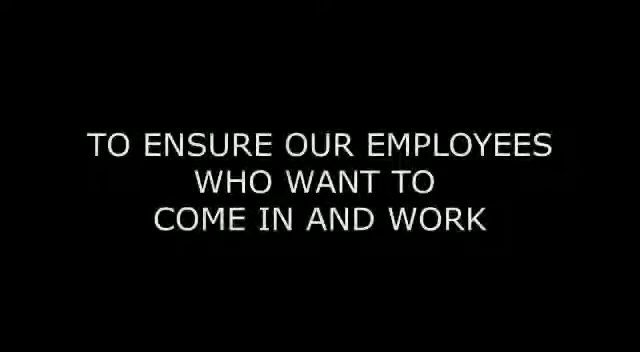 TO ENSURE OUR EMPLOYEES
WHO WANT TO
COME IN AND WORK